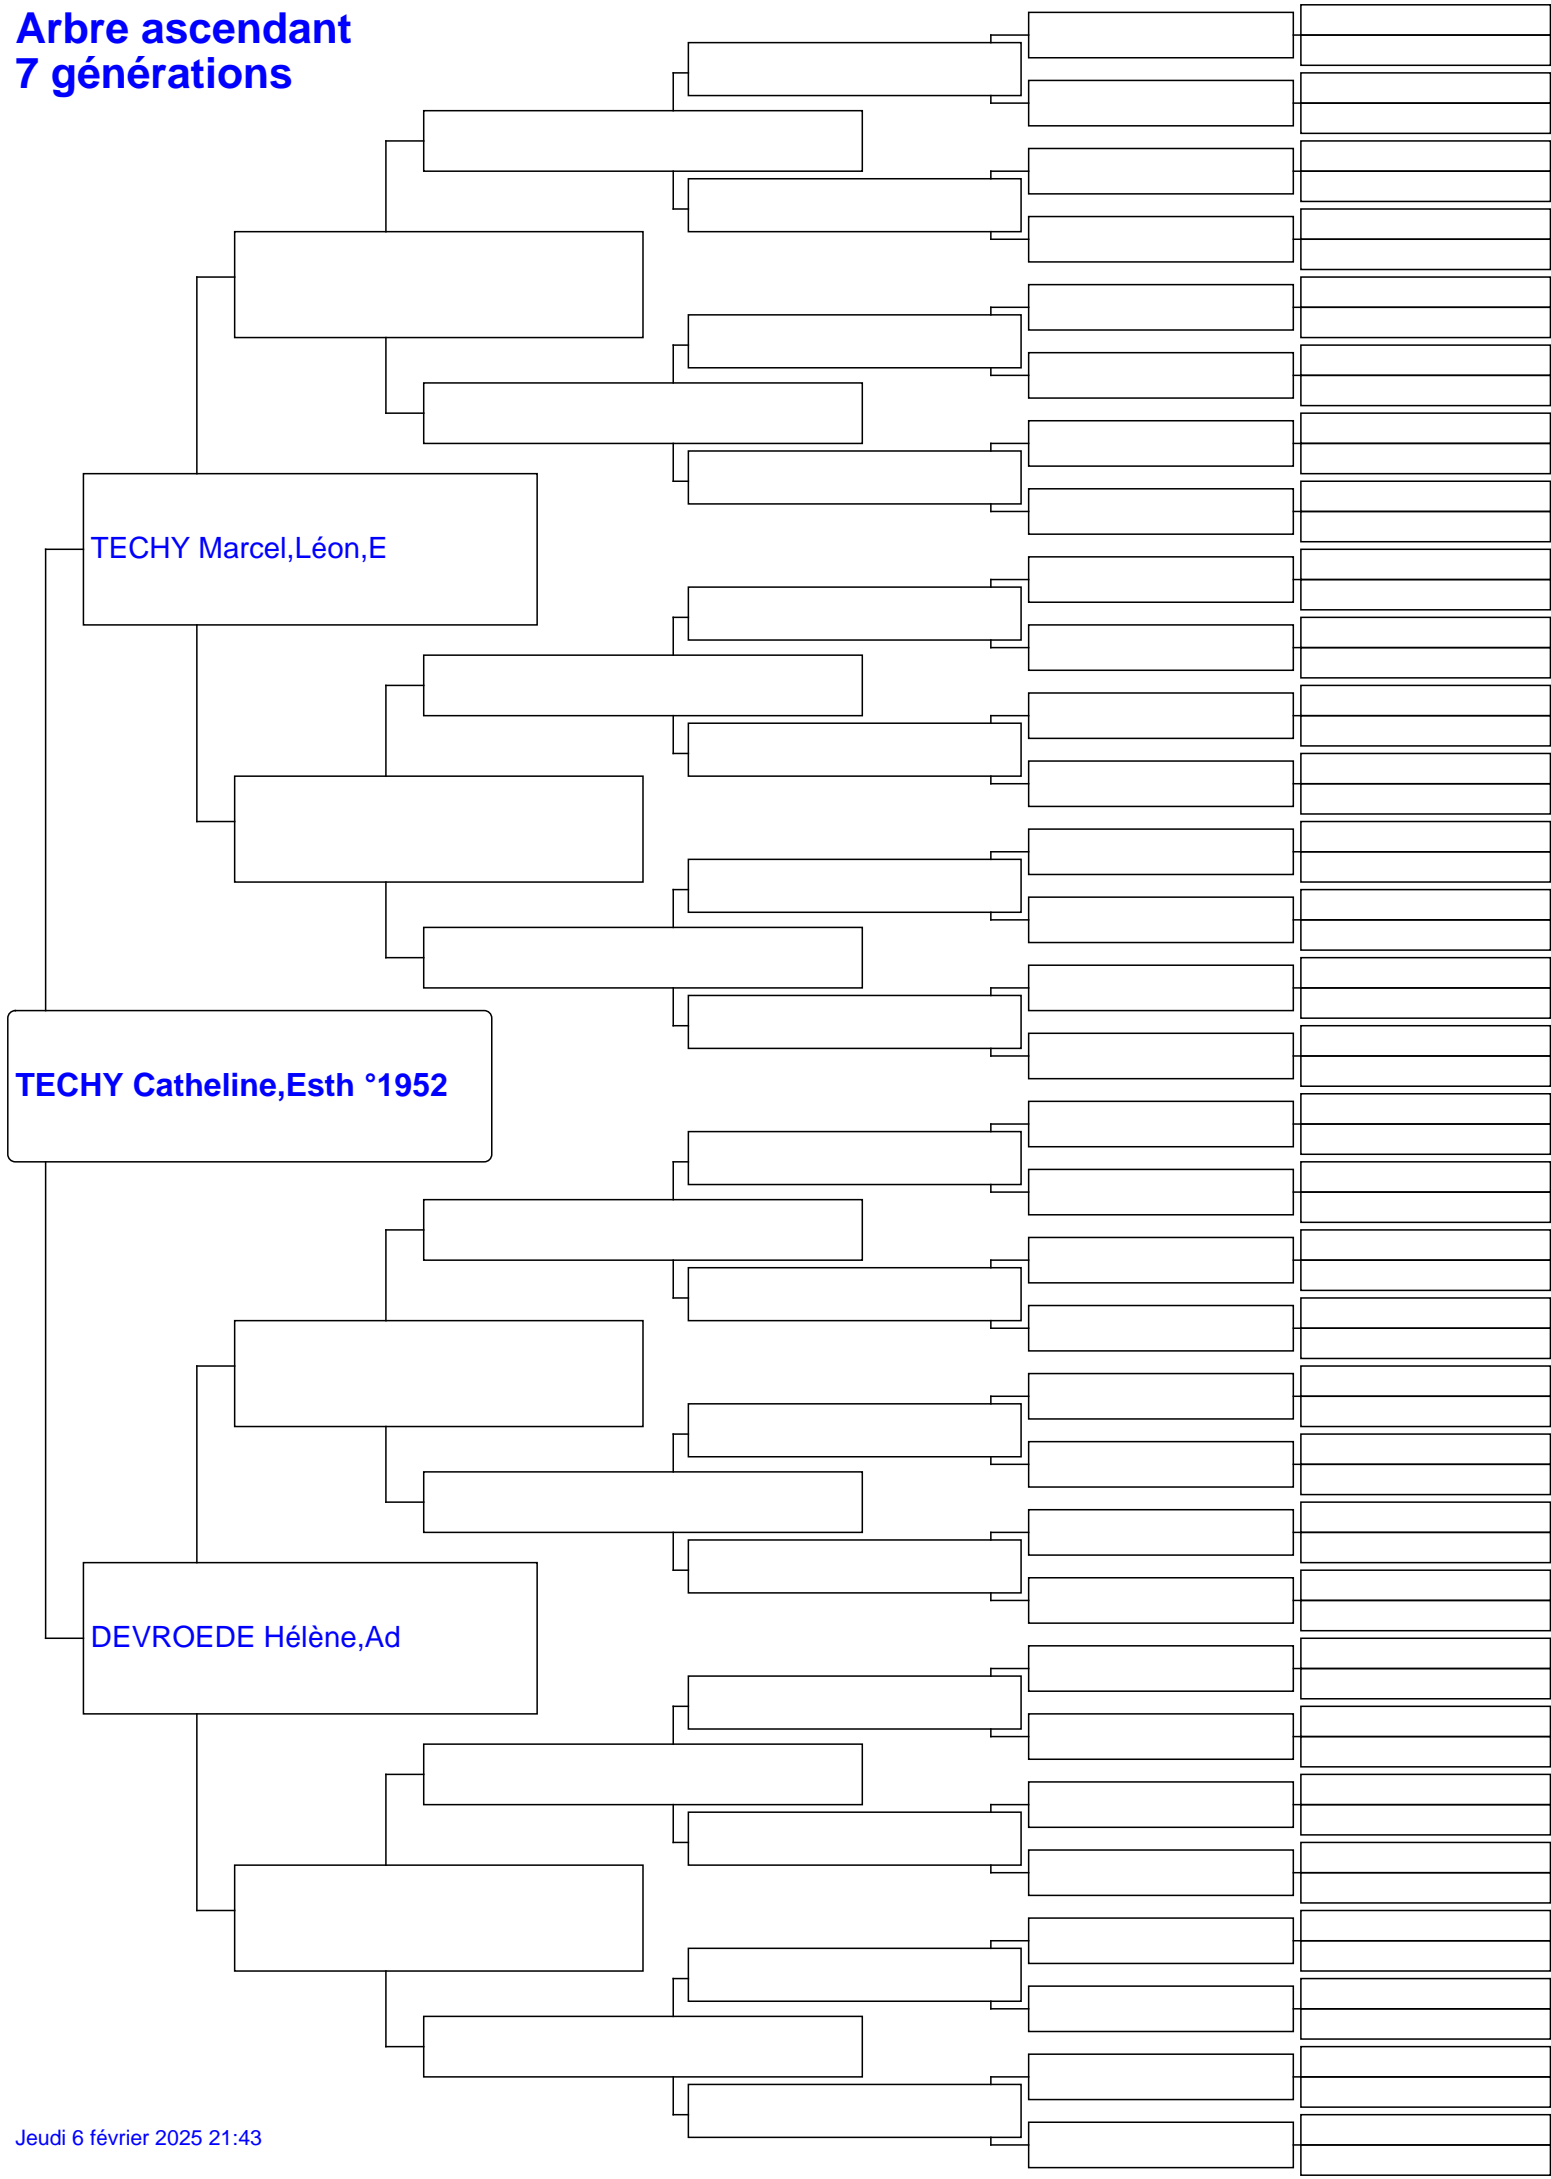 Arbre ascendant
7 générations
TECHY Marcel,Léon,E
TECHY Catheline,Esth °1952
DEVROEDE Hélène,Ad
Jeudi 6 février 2025 21:43